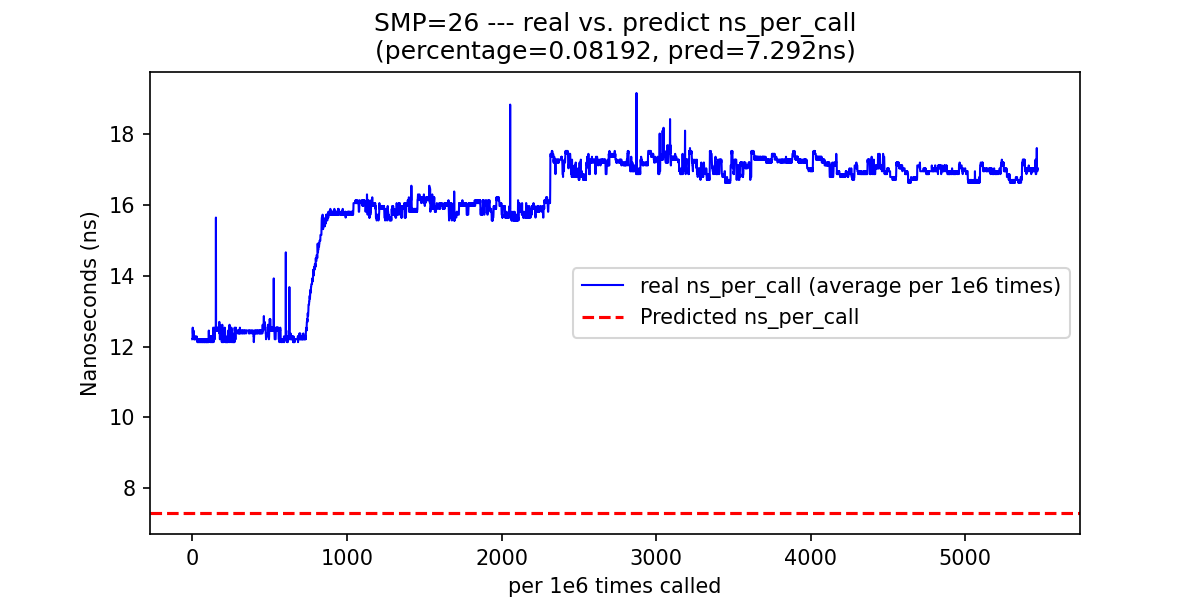 SMP=26 --- real vs. predict ns_per_call
(percentage=0.08192, pred=7.292ns)
Nanoseconds (ns)
18
16
14
12
10
8
real ns_per_call (average per 1e6 times)
Predicted ns_per_call
0 1000 2000 3000 4000 5000
per 1e6 times called